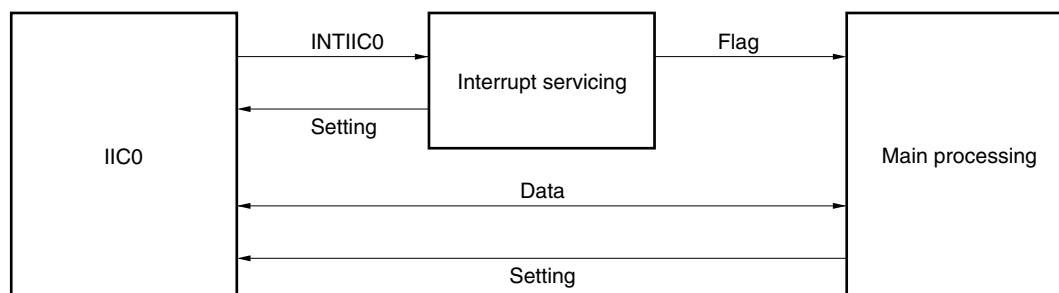 INTIIC0
Flag
Interrupt servicing
Setting
IIC0
Main processing
Data
Setting